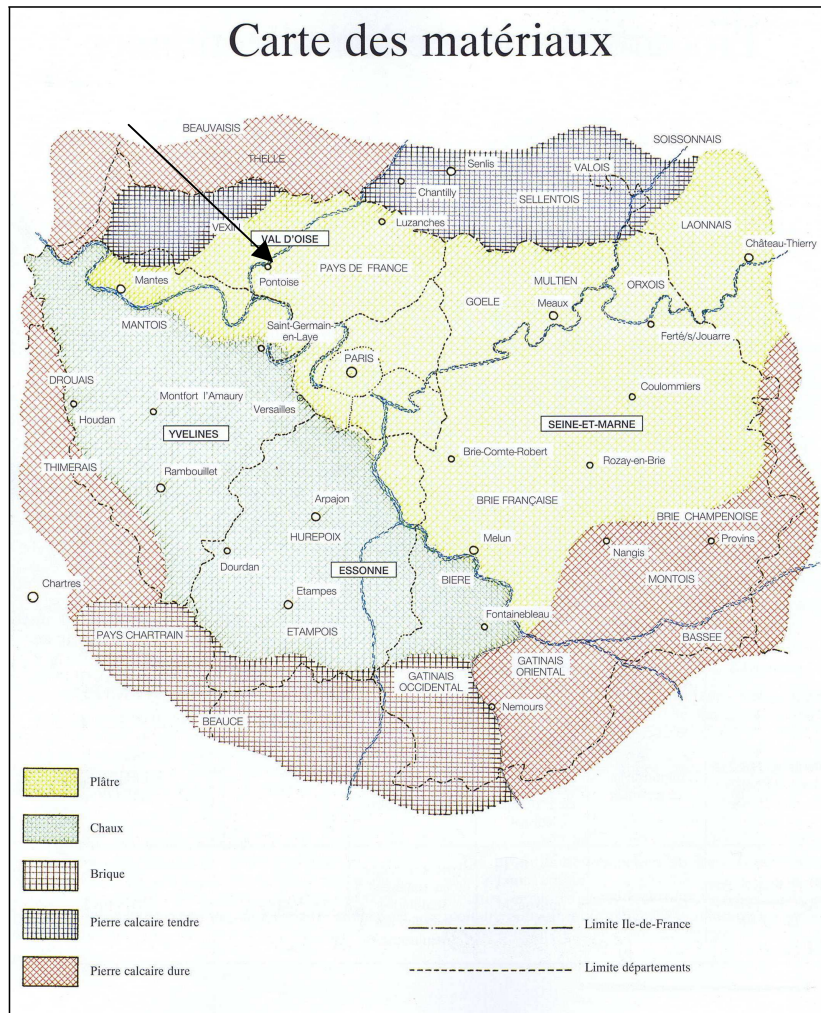 Carte des matériaux
BEAUVAISIS
SOISSONNAIS
THELLE
Senlis
VALOIS
Chantilly
SELLENTOIS
VEXIN
Luzanches
LAONNAIS
VAL D'OISE
Château-Thierry
PAYS DE FRANCE
Pontoise
MULTIEN
ORXOIS
Mantes
GOELE
Meaux
MANTOIS
Saint-Germain-
en-Laye
Ferté/s/Jouarre
PARIS
DROUAIS
Montfort l'Amaury
Coulommiers
Houdan
Versailles
YVELINES
SEINE-ET-MARNE
Brie-Comte-Robert
Rozay-en-Brie
THIMERAIS
Rambouillet
BRIE FRANÇAISE
Arpajon
BRIE CHAMPENOISE
HUREPOIX
Melun
Nangis
Provins
Dourdan
ESSONNE
BIERE
MONTOIS
Chartres
Etampes
Fontainebleau
PAYS CHARTRAIN
ETAMPOIS
BASSEE
GATINAIS
ORIENTAL
GATINAIS
OCCIDENTAL
Nemours
BEAUCE
Plâtre
Chaux
Brique
Pierre calcaire tendre
Limite Ile-de-France
Pierre calcaire dure
Limite départements